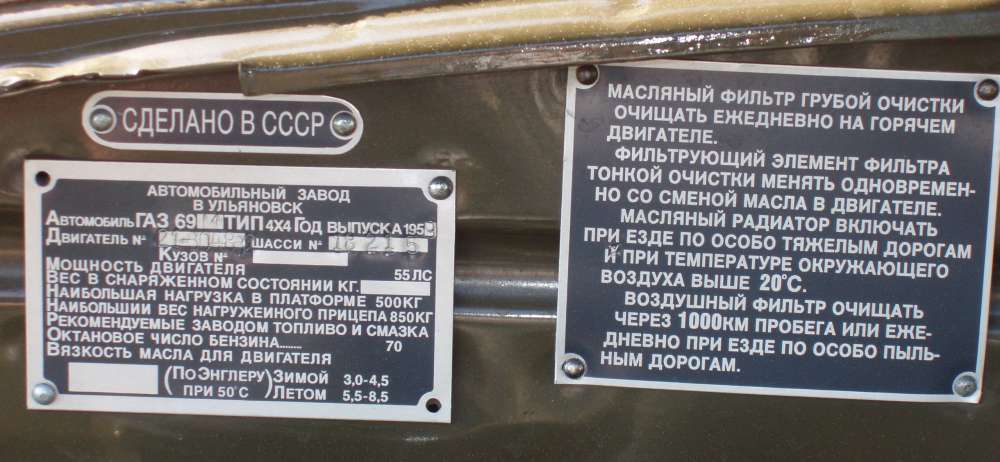 СДЕЛАНО В СССР
АВТОМОБИЛЬНЫЙ ЗАВОД
В УЛЬЯНОВСК
АВТОМОБИЛЬ ГАЗ 69 ТИП 4Х4 ГОД ВЫПУСКА 195
ДВИГАТЕЛЬ № ШАССИ №
КУЗОВ №
МОЩНОСТЬ ДВИГАТЕЛЯ 55 ЛС
ВЕС В СНАРЯЖЕННОМ СОСТОЯНИИ КГ.
НАИБОЛЬШАЯ НАГРУЗКА В ПЛАТФОРМЕ 500КГ
НАИБОЛЬШИИ ВЕС НАГРУЖЕИНОГО ПРИЦЕПА 850КГ
РЕКОМЕНДУЕМЫЕ ЗАВОДОМ ТОПЛИВО И СМАЗКА
ОКТАНОВОЕ ЧИСЛО БЕНЗИНА........ 70
ВЯЗКОСТЬ МАСЛА ДЛЯ ДВИГАТЕЛЯ
(ПО ЭНГЛЕРУ) ЗИМОЙ 3,0-4,5
ПРИ 50°С ЛЕТОМ 5,5-8,5
МАСЛЯНЫЙ ФИЛЬТР ГРУБОЙ ОЧИСТКИ
ОЧИЩАТЬ ЕЖЕДНЕВНО НА ГОРЯЧЕМ
ДВИГАТЕЛЕ.
ФИЛЬТРУЮЩИЙ ЭЛЕМЕНТ ФИЛЬТРА
ТОНКОЙ ОЧИСТКИ МЕНЯТЬ ОДНОВРЕМЕН-
НО СО СМЕНОЙ МАСЛА В ДВИГАТЕЛЕ.
МАСЛЯНЫЙ РАДИАТОР ВКЛЮЧАТЬ
ПРИ ЕЗДЕ ПО ОСОБО ТЯЖЕЛЫМ ДОРОГАМ
И ПРИ ТЕМПЕРАТУРЕ ОКРУЖАЮЩЕГО
ВОЗДУХА ВЫШЕ 20°С.
ВОЗДУШНЫЙ ФИЛЬТР ОЧИЩАТЬ
ЧЕРЕЗ 1000КМ ПРОБЕГА ИЛИ ЕЖЕ-
ДНЕВНО ПРИ ЕЗДЕ ПО ОСОБО ПЫЛЬ-
НЫМ ДОРОГАМ.